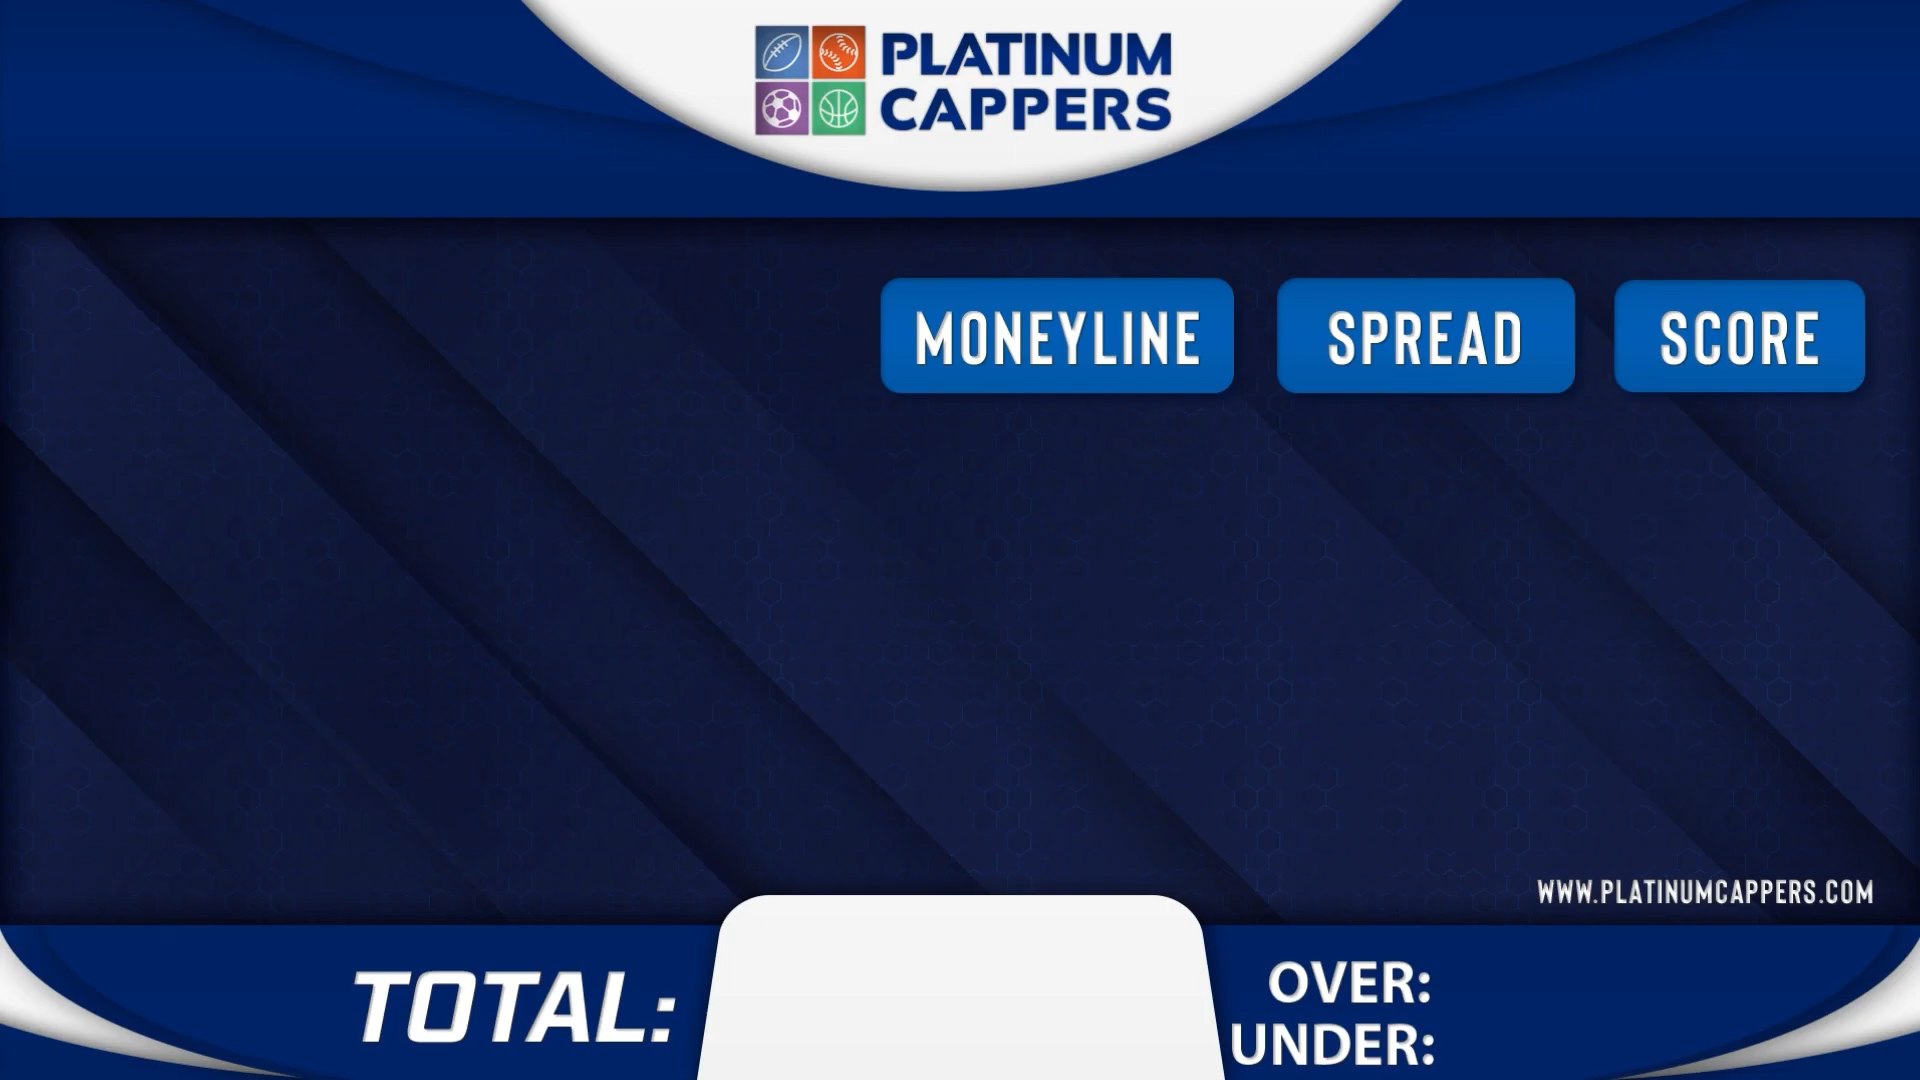 PLATINUM
CAPPERS
MONEYLINE SPREAD SCORE
WWW.PLATINUMCAPPERS.COM
TOTAL:
OVER:
UNDER: